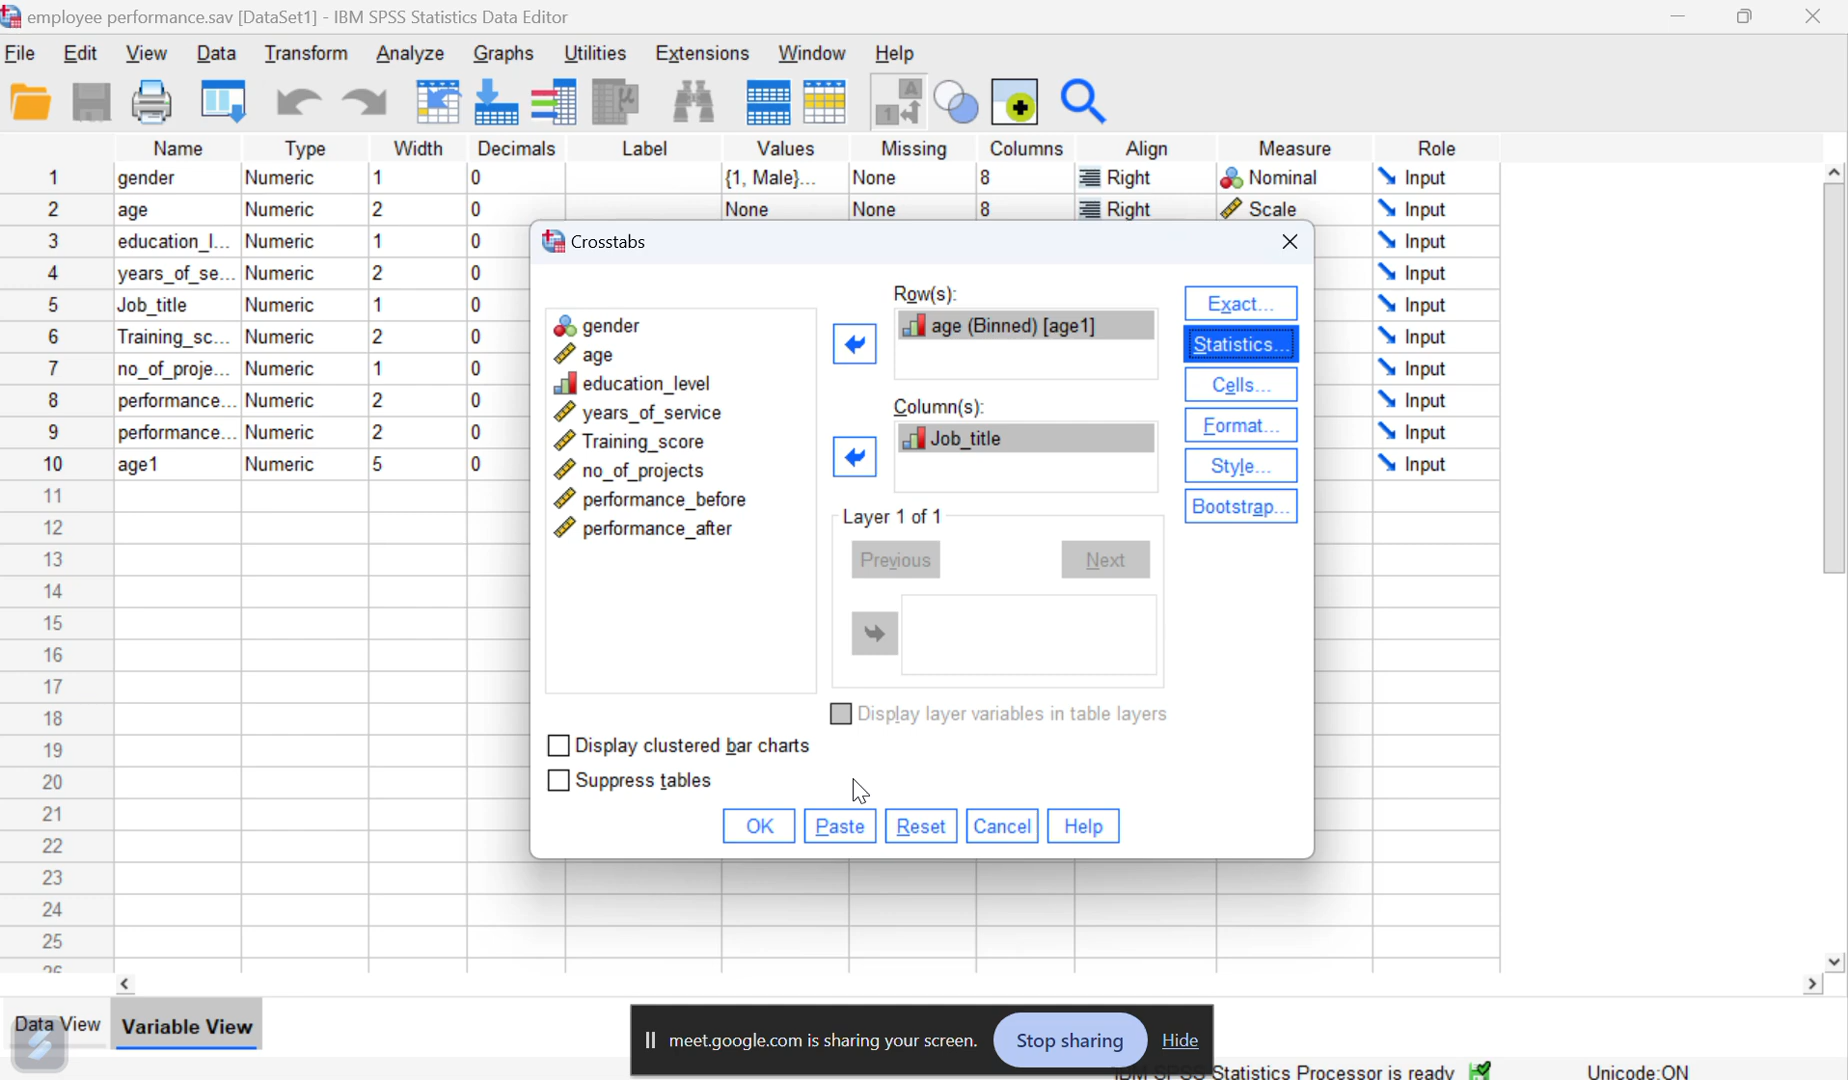 employee performance.sav [DataSet1] - IBM SPSS Statistics Data Editor
File Edit View Data Transform Analyze Graphs Utilities Extensions Window Help
Name Type Width Decimals Label Values Missing Columns Align Measure Role
1 gender Numeric 1 0 {1, Male}... None 8 Right Nominal Input
2 age Numeric 2 0 None None 8 Right Scale Input
3 education_l... Numeric 1 0 Input
4 years_of_se... Numeric 2 0 Input
5 Job_title Numeric 1 0 Input
6 Training_sc... Numeric 2 0 Input
7 no_of_proje... Numeric 1 0 Input
8 performance... Numeric 2 0 Input
9 performance... Numeric 2 0 Input
10 age1 Numeric 5 0 Input
11
12
13
14
15
16
17
18
19
20
21
22
23
24
25
26
Crosstabs
gender
age
education_level
years_of_service
Training_score
no_of_projects
performance_before
performance_after
Row(s):
age (Binned) [age1]
Column(s):
Job_title
Layer 1 of 1
Previous Next
Display layer variables in table layers
Exact...
Statistics...
Cells...
Format...
Style...
Bootstrap...
Display clustered bar charts
Suppress tables
OK Paste Reset Cancel Help
Data View Variable View
meet.google.com is sharing your screen. Stop sharing Hide
IBM SPSS Statistics Processor is ready Unicode:ON